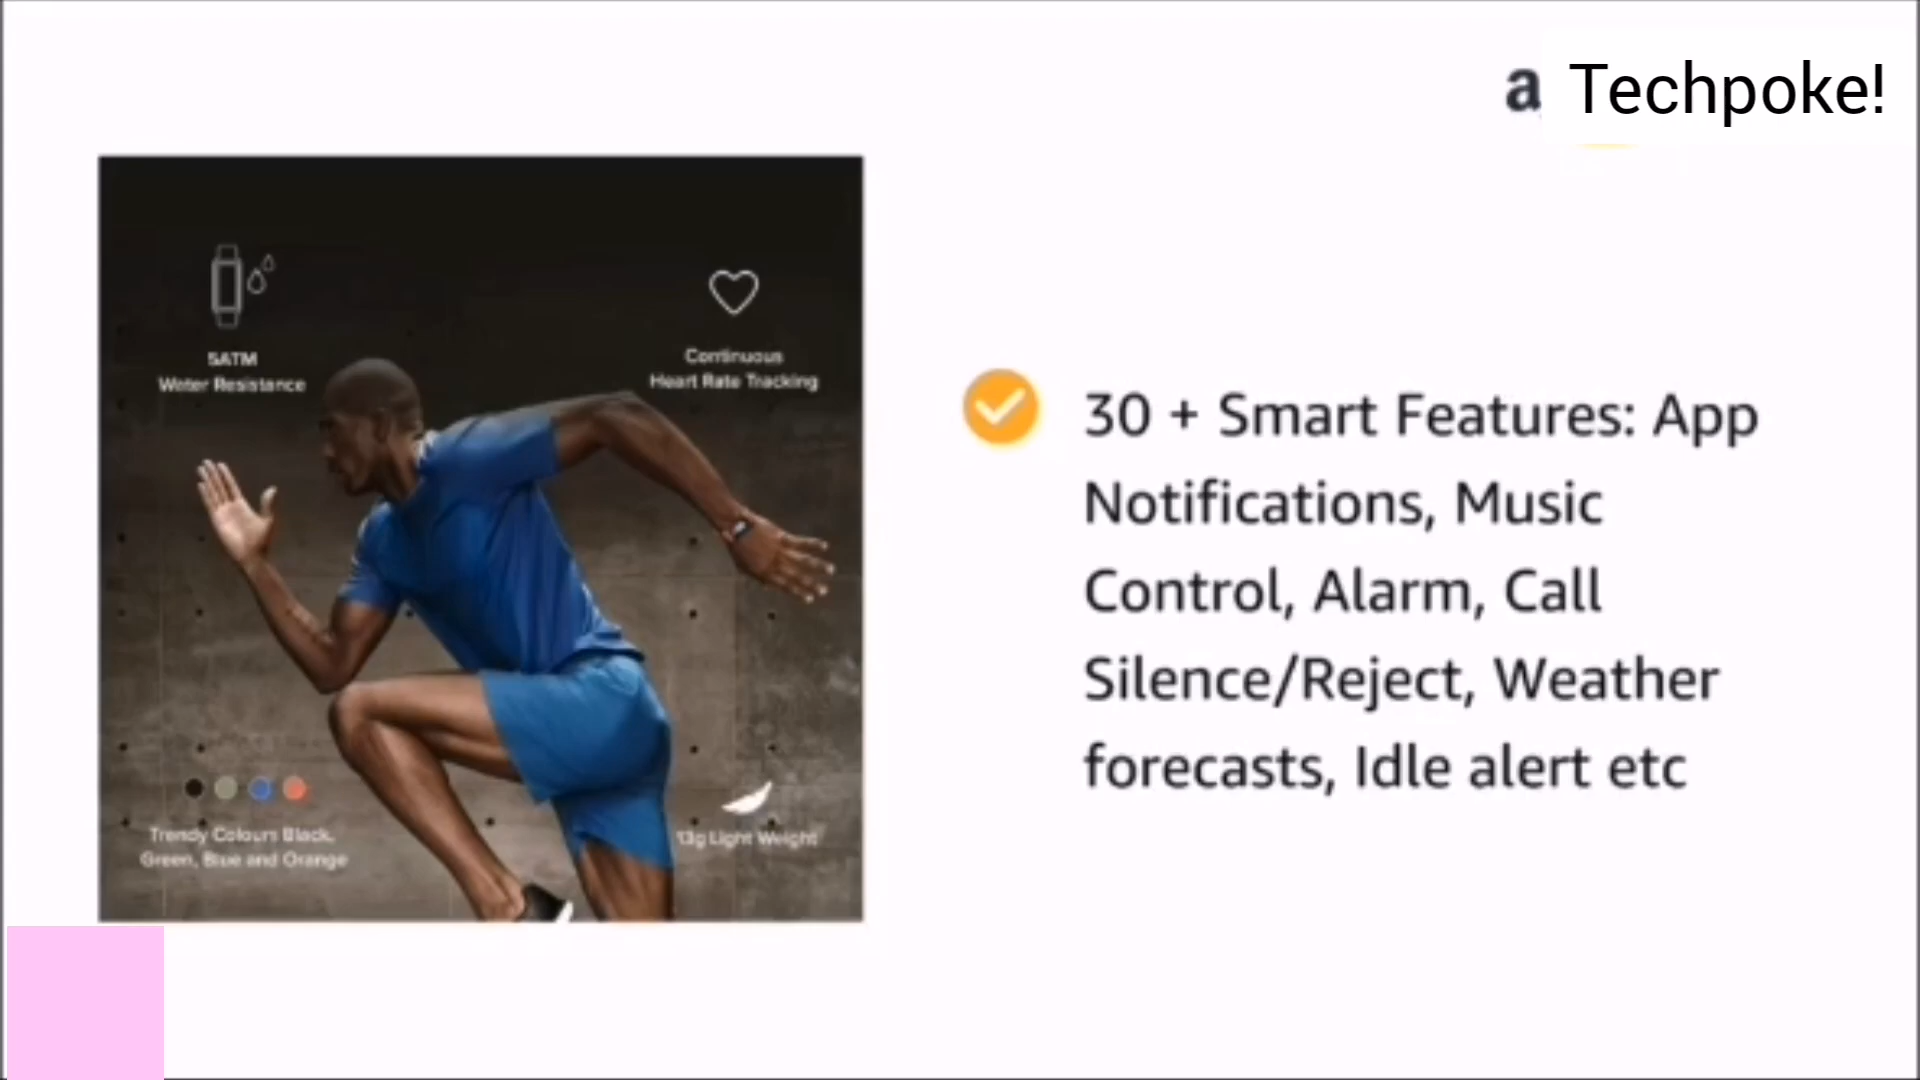 a Techpoke!
5ATM
Water Resistance
Continuous
Heart Rate Tracking
30 + Smart Features: App
Notifications, Music
Control, Alarm, Call
Silence/Reject, Weather
forecasts, Idle alert etc
Trendy Colours Black,
Green, Blue and Orange
13g Light Weight